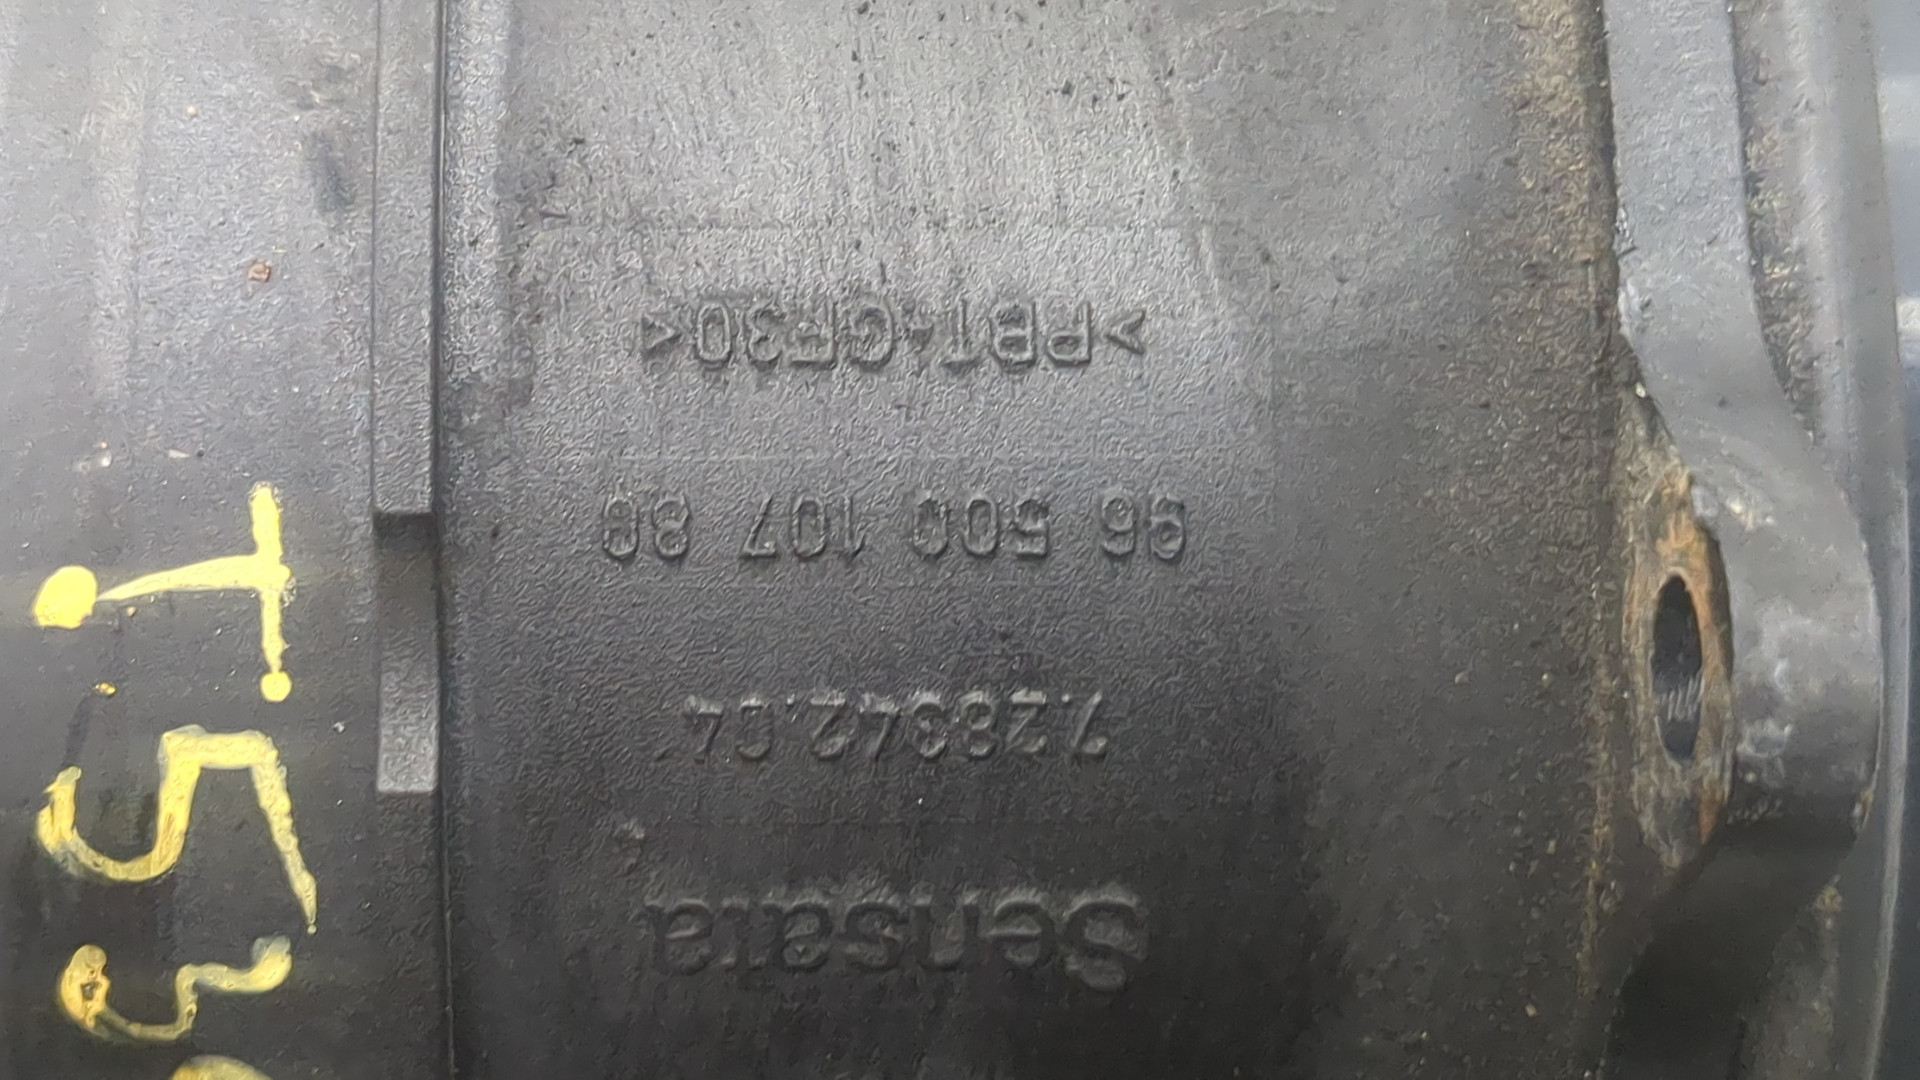 Sensata
7.28342.04
96 500 107 80
>PBT-GF30<